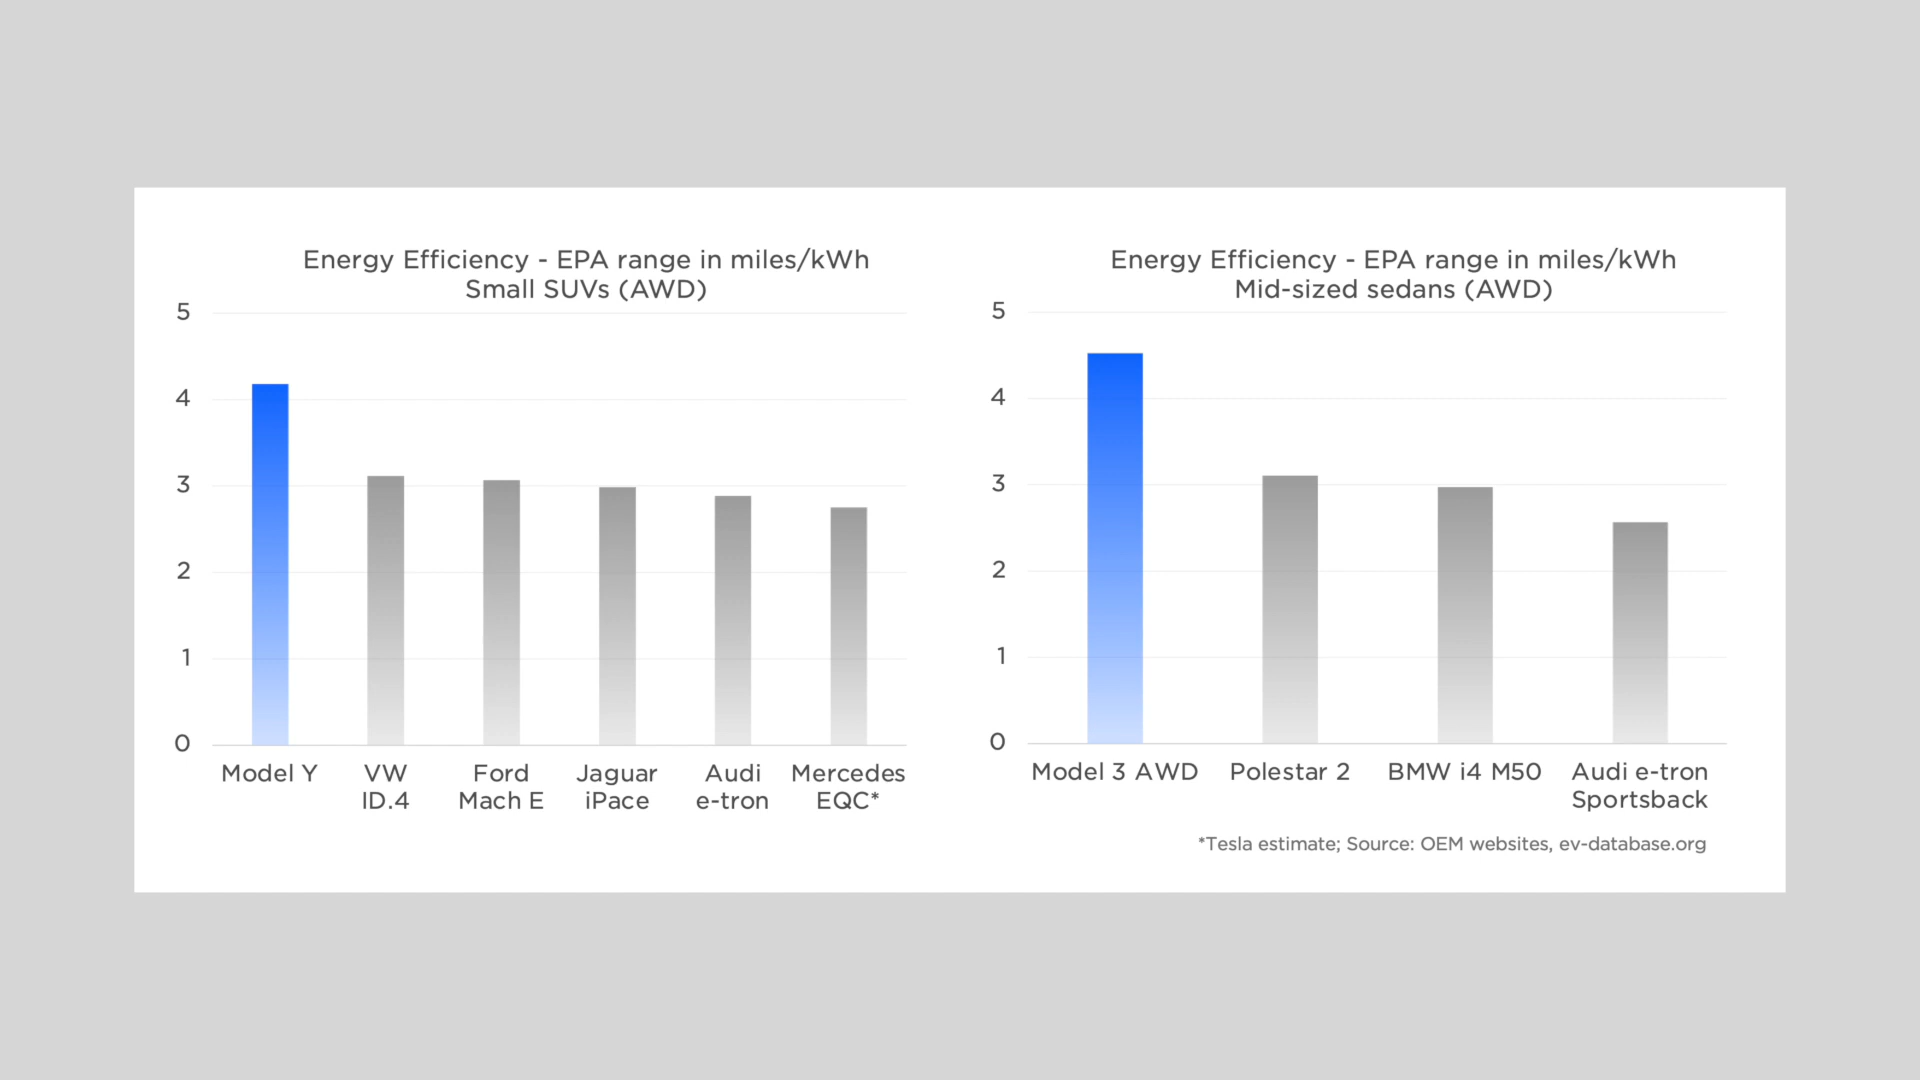 Energy Efficiency - EPA range in miles/kWh
Small SUVs (AWD)
5
4
3
2
1
0
Model Y
VW
ID.4
Ford
Mach E
Jaguar
iPace
Audi
e-tron
Mercedes
EQC*
Energy Efficiency - EPA range in miles/kWh
Mid-sized sedans (AWD)
5
4
3
2
1
0
Model 3 AWD
Polestar 2
BMW i4 M50
Audi e-tron
Sportsback
*Tesla estimate; Source: OEM websites, ev-database.org